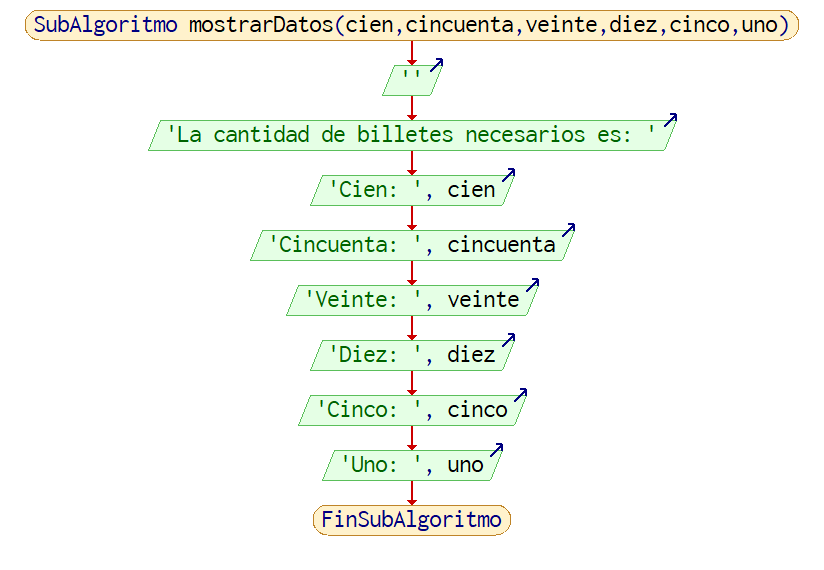 SubAlgoritmo mostrarDatos(cien,cincuenta,veinte,diez,cinco,uno)
''
'La cantidad de billetes necesarios es: '
'Cien: ', cien
'Cincuenta: ', cincuenta
'Veinte: ', veinte
'Diez: ', diez
'Cinco: ', cinco
'Uno: ', uno
FinSubAlgoritmo